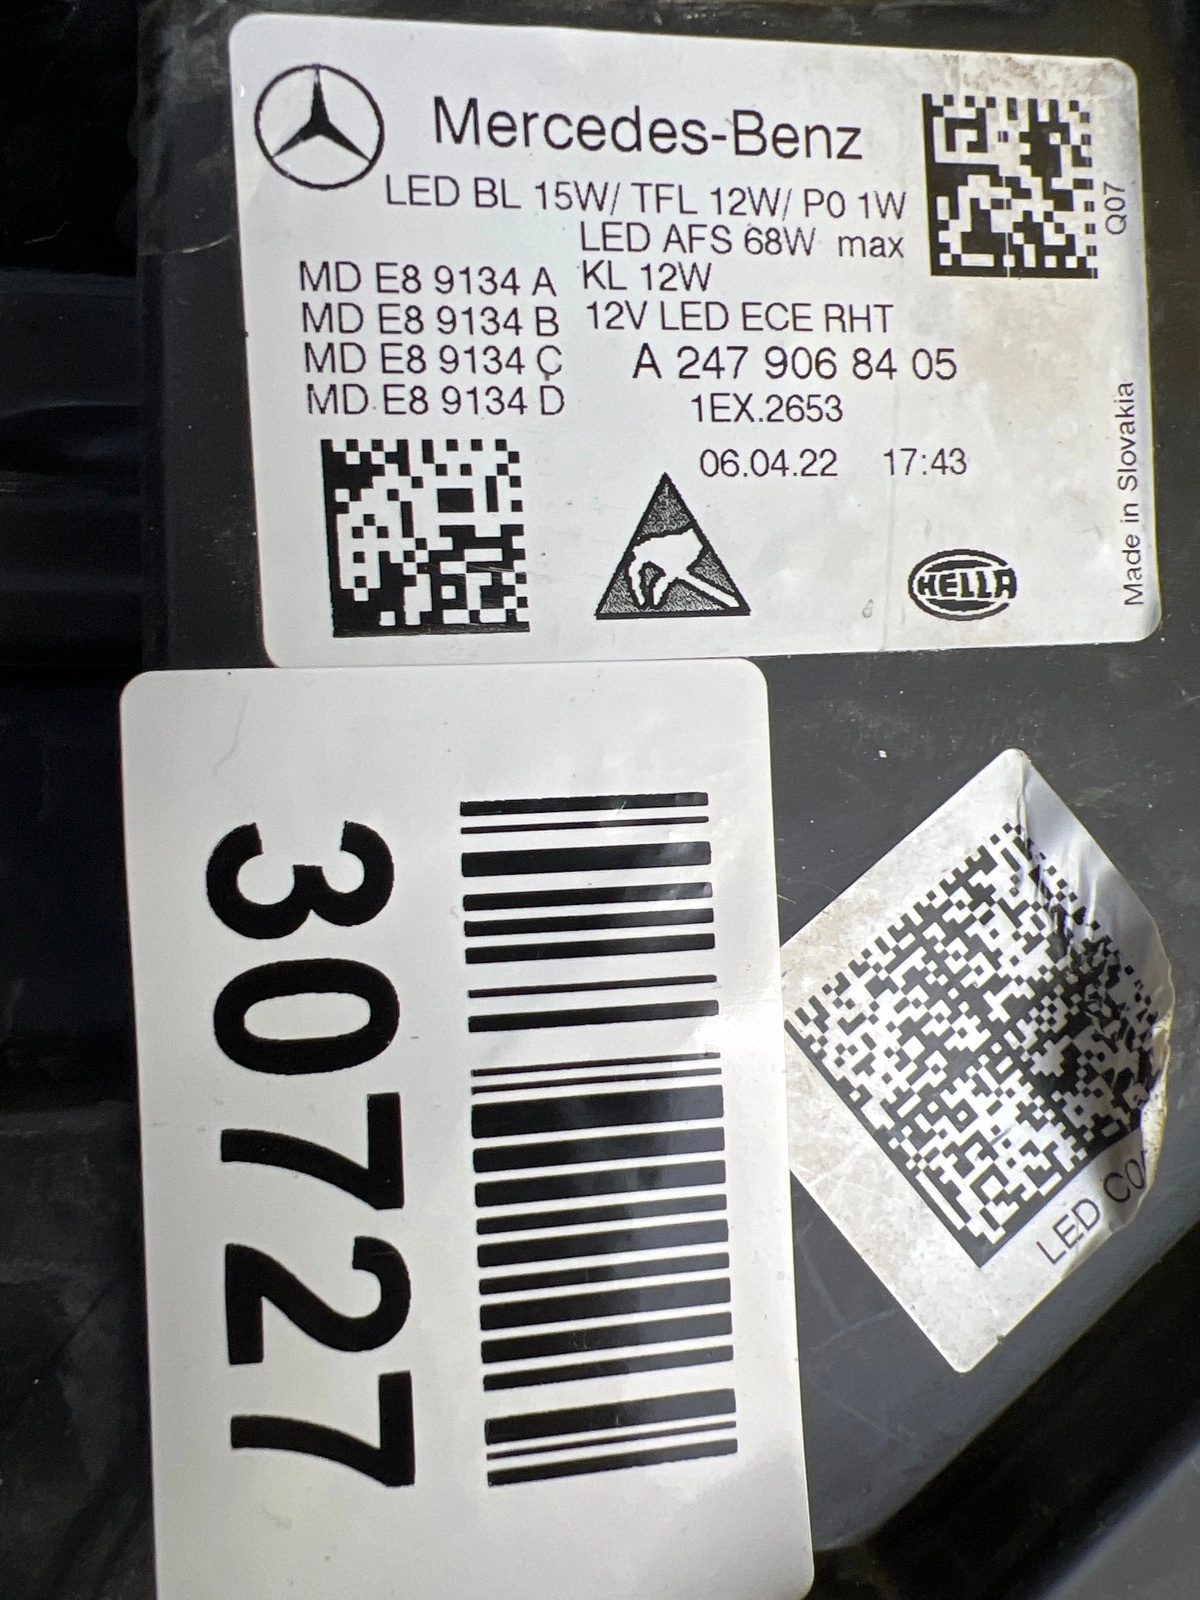 Mercedes-Benz
LED BL 15W/ TFL 12W/ P0 1W
LED AFS 68W max
MD E8 9134 A KL 12W
MD E8 9134 B 12V LED ECE RHT
MD E8 9134 C A 247 906 84 05
MD E8 9134 D 1EX.2653
06.04.22 17:43
Q07
Made in Slovakia
HELLA
30727
LED